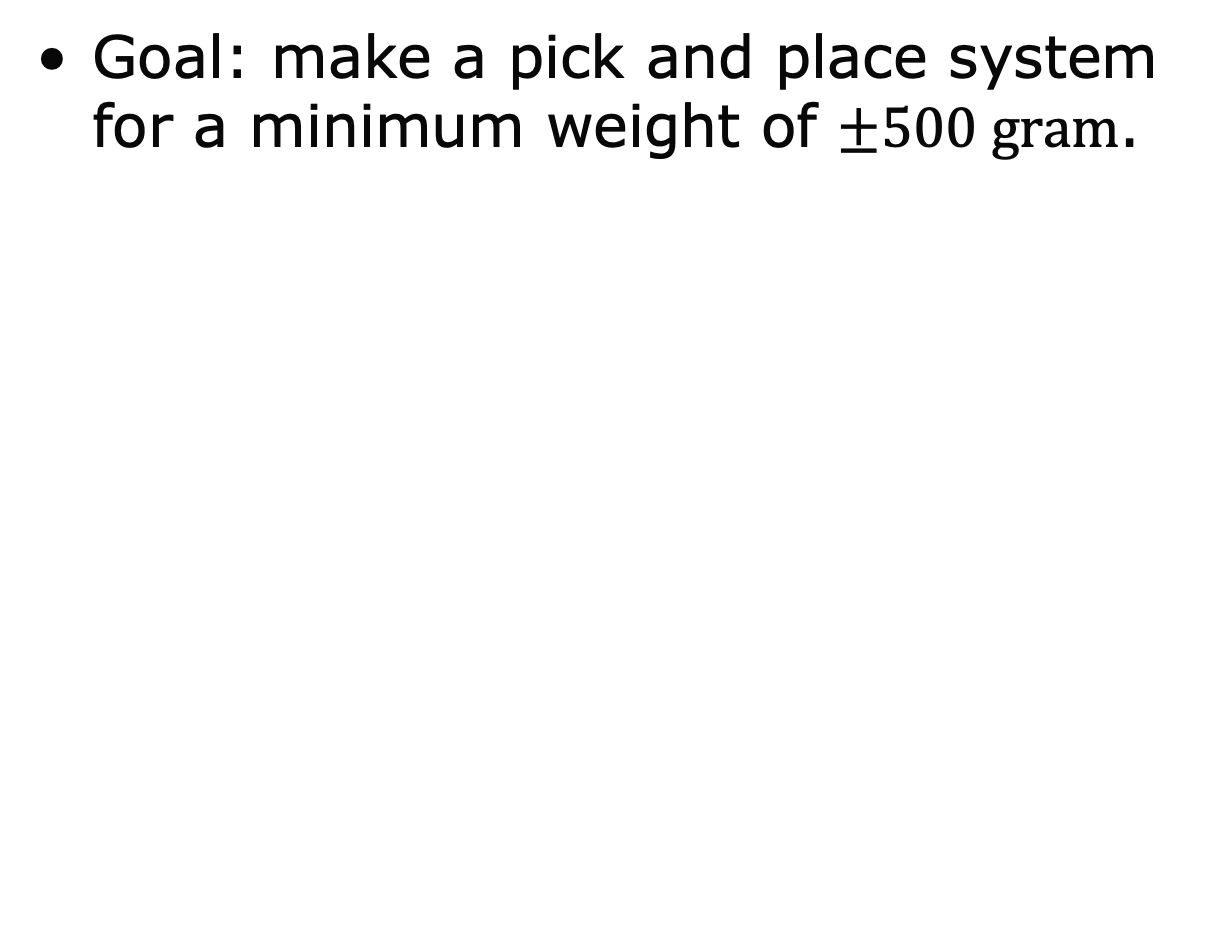 • Goal: make a pick and place system
for a minimum weight of ±500 gram.